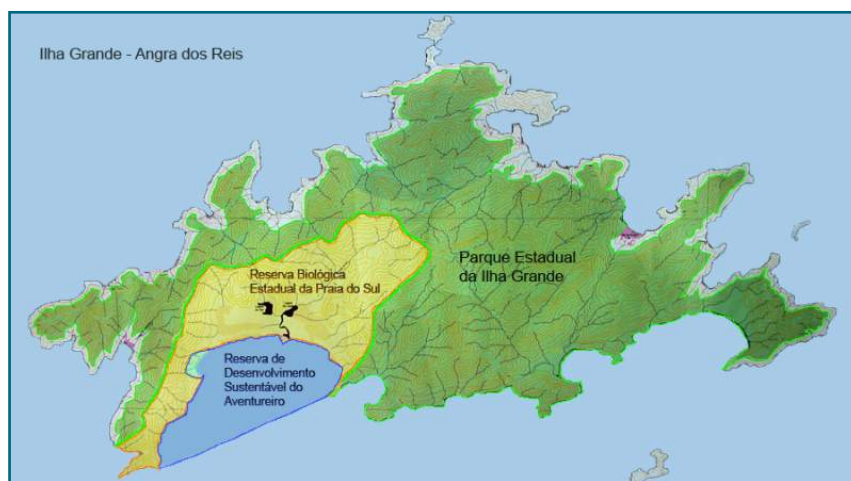 Ilha Grande - Angra dos Reis
Parque Estadual
da Ilha Grande
Reserva Biológica
Estadual da Praia do Sul
Reserva de
Desenvolvimento
Sustentável do
Aventureiro